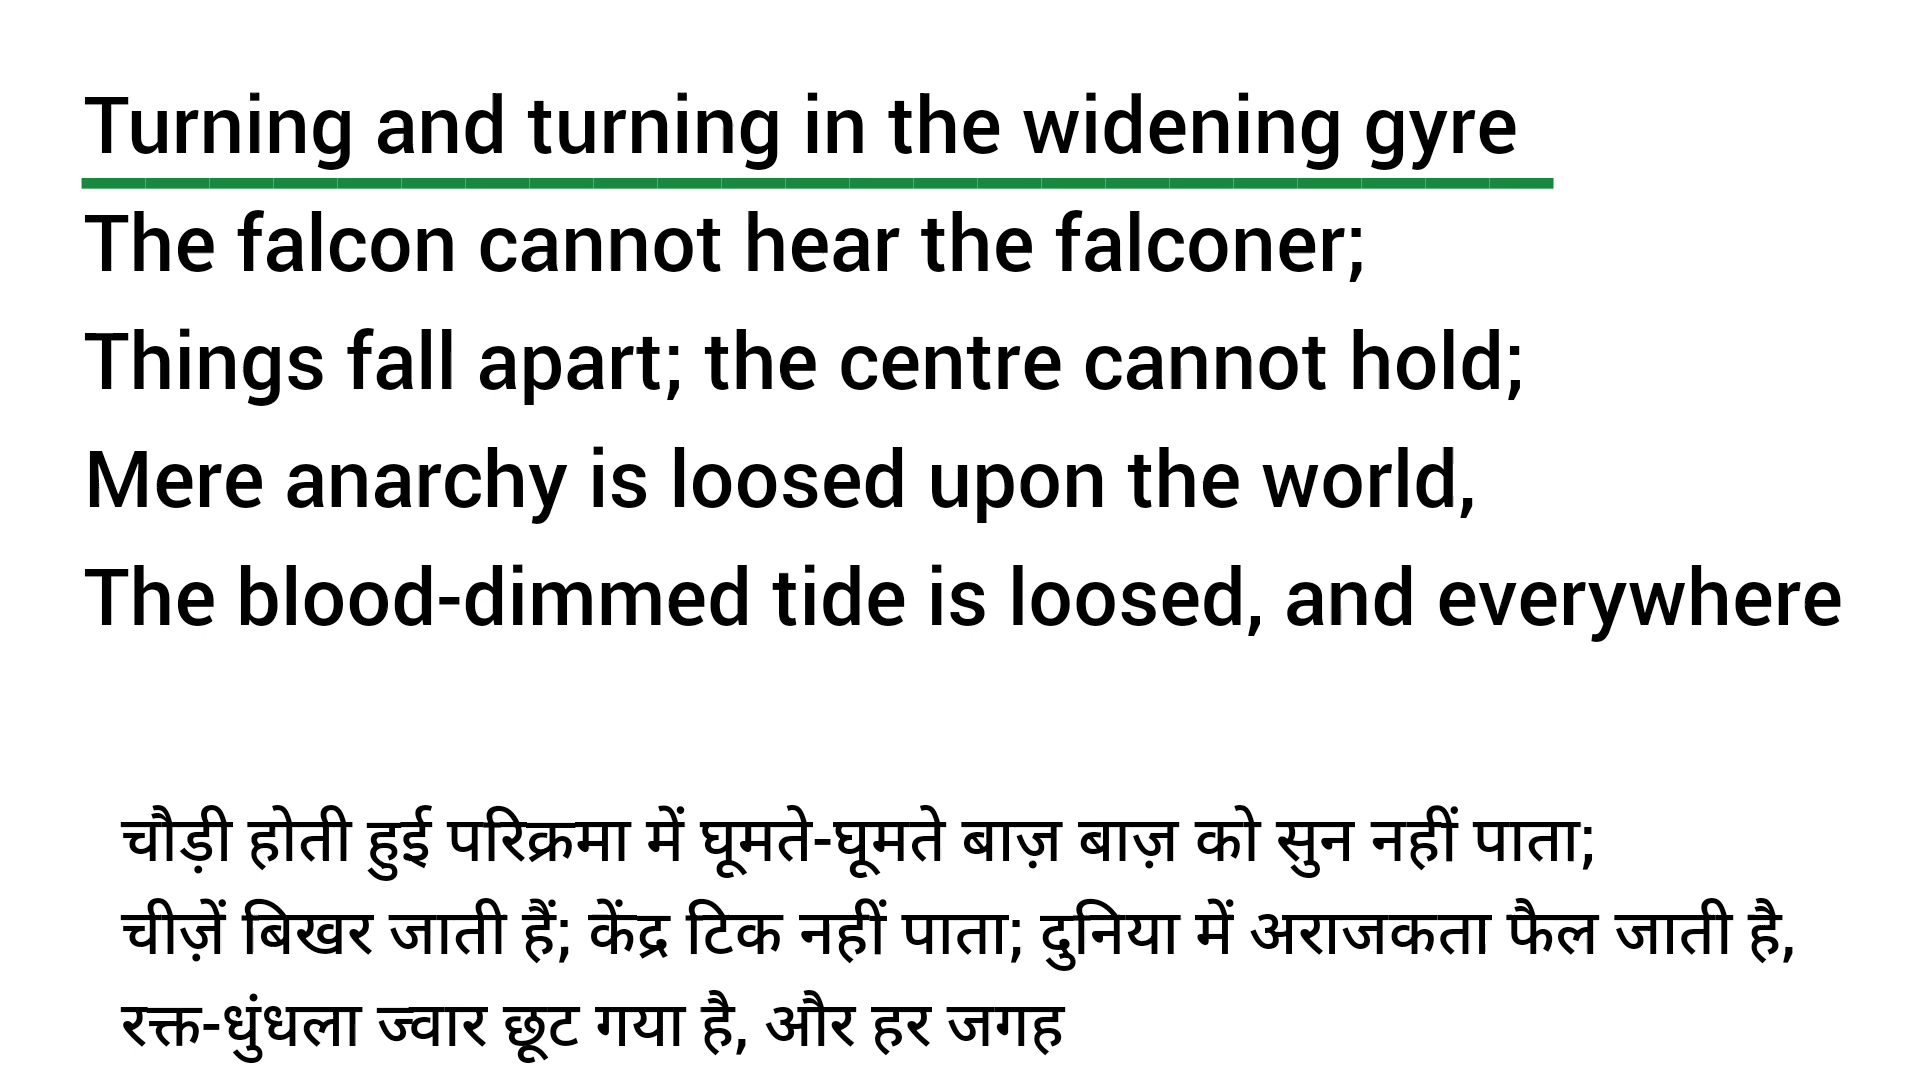 Turning and turning in the widening gyre
The falcon cannot hear the falconer;
Things fall apart; the centre cannot hold;
Mere anarchy is loosed upon the world,
The blood-dimmed tide is loosed, and everywhere
चौड़ी होती हुई परिक्रमा में घूमते-घूमते बाज़ बाज़ को सुन नहीं पाता;
चीज़ें बिखर जाती हैं; केंद्र टिक नहीं पाता; दुनिया में अराजकता फैल जाती है,
रक्त-धुंधला ज्वार छूट गया है, और हर जगह